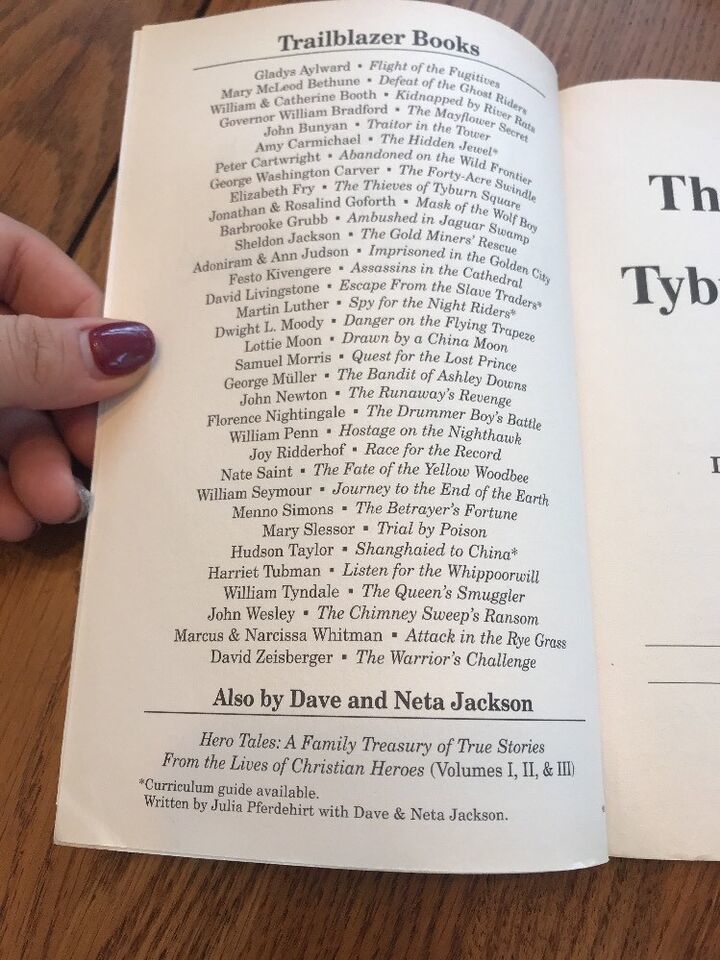 Trailblazer Books
Gladys Aylward ▪ Flight of the Fugitives
Mary McLeod Bethune ▪ Defeat of the Ghost Riders
William & Catherine Booth ▪ Kidnapped by River Rats
Governor William Bradford ▪ The Mayflower Secret
John Bunyan ▪ Traitor in the Tower
Amy Carmichael ▪ The Hidden Jewel*
Peter Cartwright ▪ Abandoned on the Wild Frontier
George Washington Carver ▪ The Forty-Acre Swindle
Elizabeth Fry ▪ The Thieves of Tyburn Square
Jonathan & Rosalind Goforth ▪ Mask of the Wolf Boy
Barbrooke Grubb ▪ Ambushed in Jaguar Swamp
Sheldon Jackson ▪ The Gold Miners' Rescue
Adoniram & Ann Judson ▪ Imprisoned in the Golden City
Festo Kivengere ▪ Assassins in the Cathedral
David Livingstone ▪ Escape From the Slave Traders*
Martin Luther ▪ Spy for the Night Riders*
Dwight L. Moody ▪ Danger on the Flying Trapeze
Lottie Moon ▪ Drawn by a China Moon
Samuel Morris ▪ Quest for the Lost Prince
George Müller ▪ The Bandit of Ashley Downs
John Newton ▪ The Runaway's Revenge
Florence Nightingale ▪ The Drummer Boy's Battle
William Penn ▪ Hostage on the Nighthawk
Joy Ridderhof ▪ Race for the Record
Nate Saint ▪ The Fate of the Yellow Woodbee
William Seymour ▪ Journey to the End of the Earth
Menno Simons ▪ The Betrayer's Fortune
Mary Slessor ▪ Trial by Poison
Hudson Taylor ▪ Shanghaied to China*
Harriet Tubman ▪ Listen for the Whippoorwill
William Tyndale ▪ The Queen's Smuggler
John Wesley ▪ The Chimney Sweep's Ransom
Marcus & Narcissa Whitman ▪ Attack in the Rye Grass
David Zeisberger ▪ The Warrior's Challenge
Also by Dave and Neta Jackson
Hero Tales: A Family Treasury of True Stories
From the Lives of Christian Heroes (Volumes I, II, & III)
*Curriculum guide available.
Written by Julia Pferdehirt with Dave & Neta Jackson.
Th
Tyb